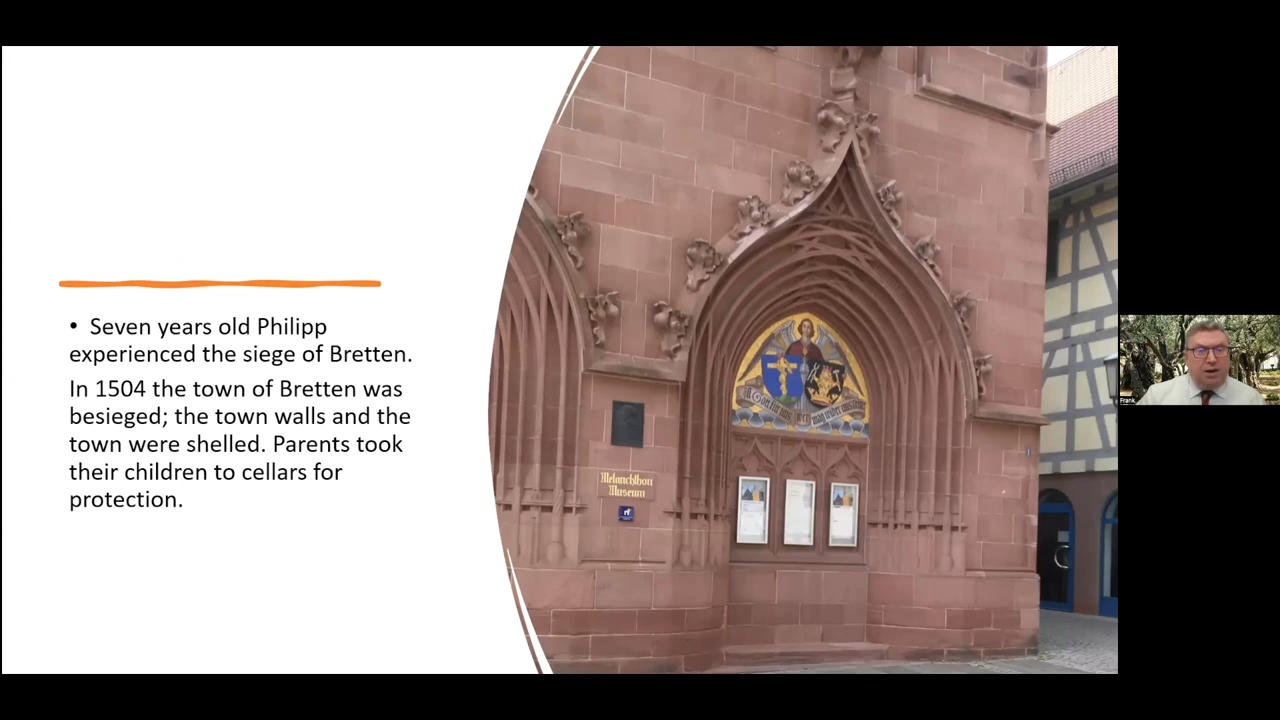 • Seven years old Philipp
experienced the siege of Bretten.
In 1504 the town of Bretten was
besieged; the town walls and the
town were shelled. Parents took
their children to cellars for
protection.
Melanchthon
Museum
Frank